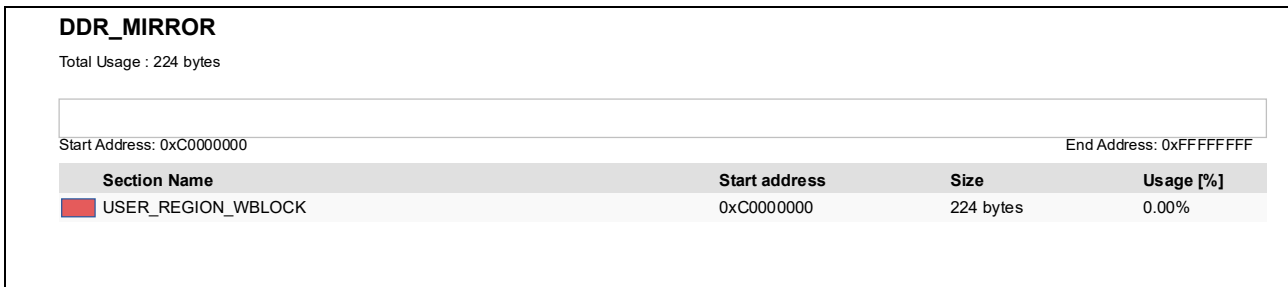 DDR_MIRROR
Total Usage : 224 bytes
Start Address: 0xC0000000 End Address: 0xFFFFFFFF
Section Name Start address Size Usage [%]
USER_REGION_WBLOCK 0xC0000000 224 bytes 0.00%